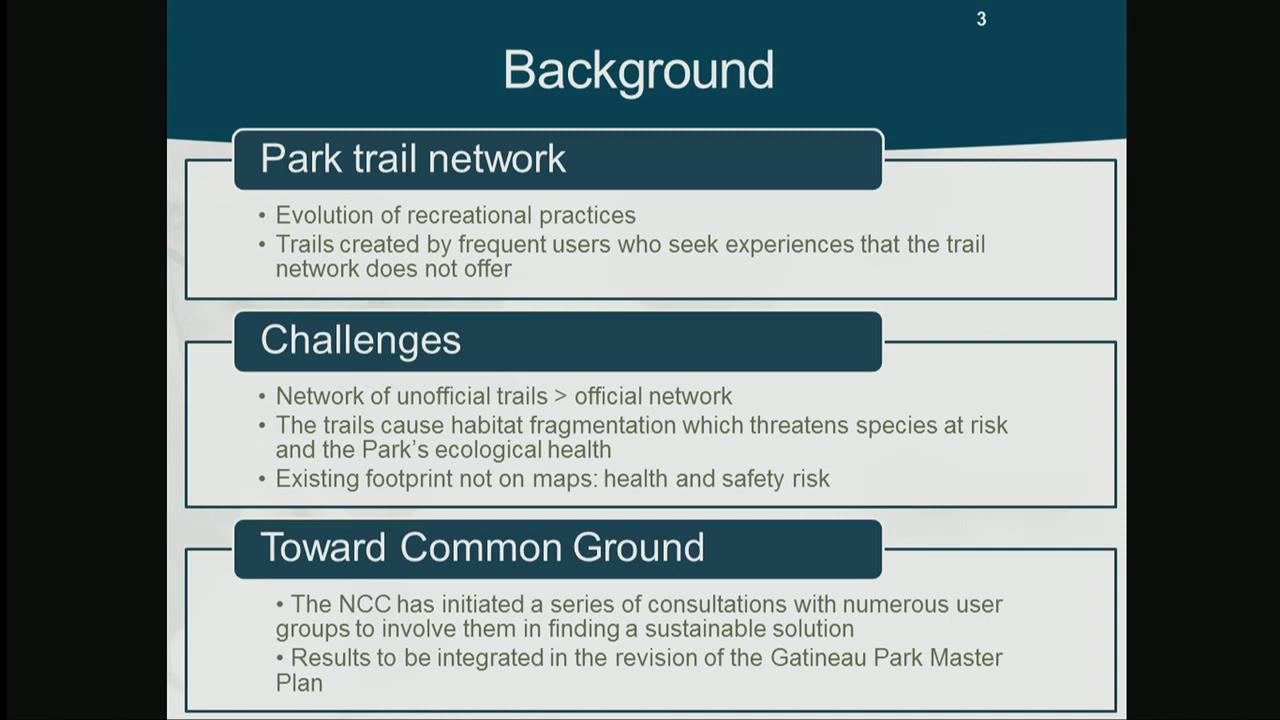 3
Background
Park trail network
• Evolution of recreational practices
• Trails created by frequent users who seek experiences that the trail
network does not offer
Challenges
• Network of unofficial trails > official network
• The trails cause habitat fragmentation which threatens species at risk
and the Park’s ecological health
• Existing footprint not on maps: health and safety risk
Toward Common Ground
• The NCC has initiated a series of consultations with numerous user
groups to involve them in finding a sustainable solution
• Results to be integrated in the revision of the Gatineau Park Master
Plan